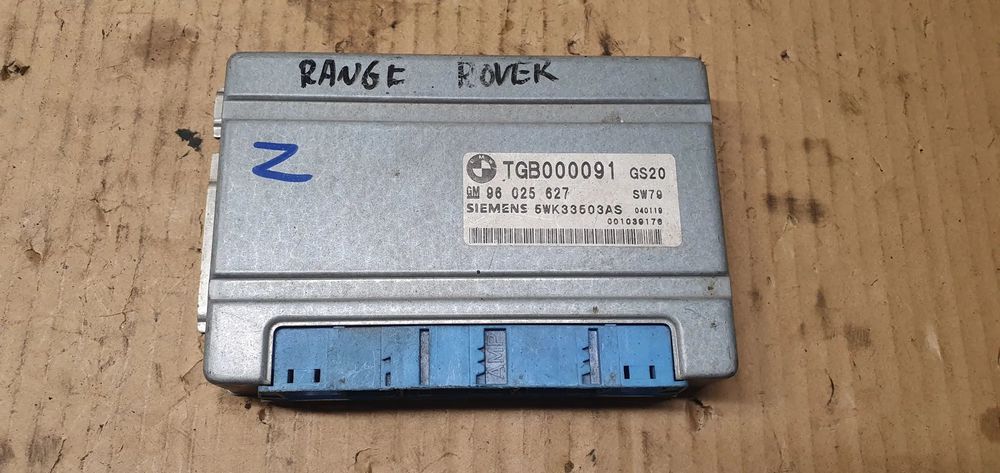 RANGE ROVER
Z
TGB000091 GS20
GM 96 025 627 SW79
SIEMENS 5WK33503AS 040119
001039176
AMP